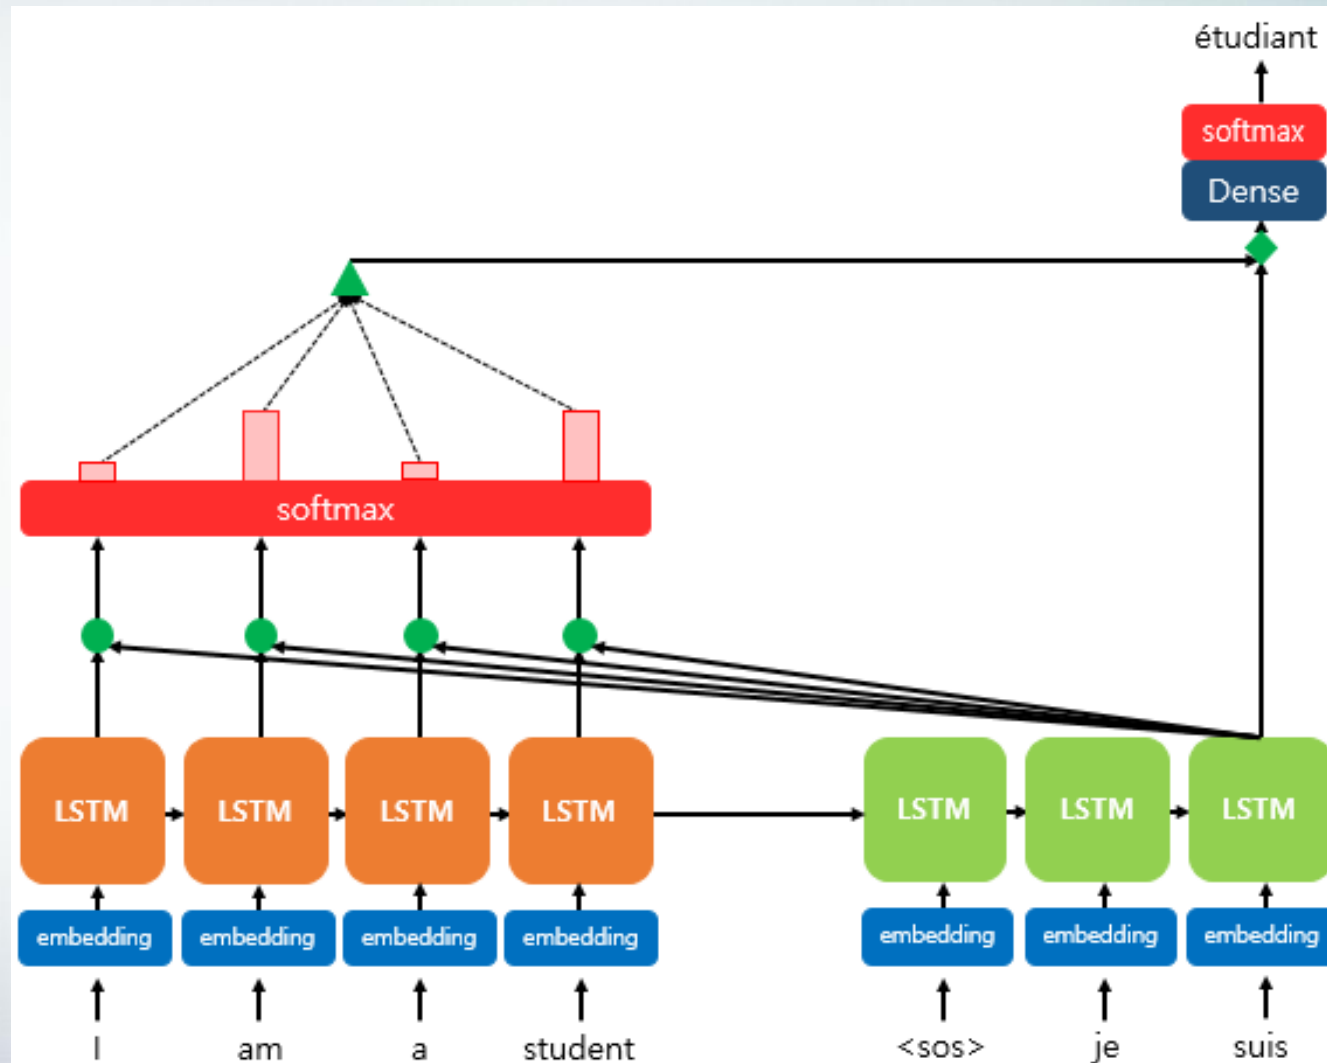 étudiant
softmax
Dense
softmax
LSTM LSTM LSTM LSTM LSTM LSTM LSTM
embedding embedding embedding embedding embedding embedding embedding
I am a student <sos> je suis